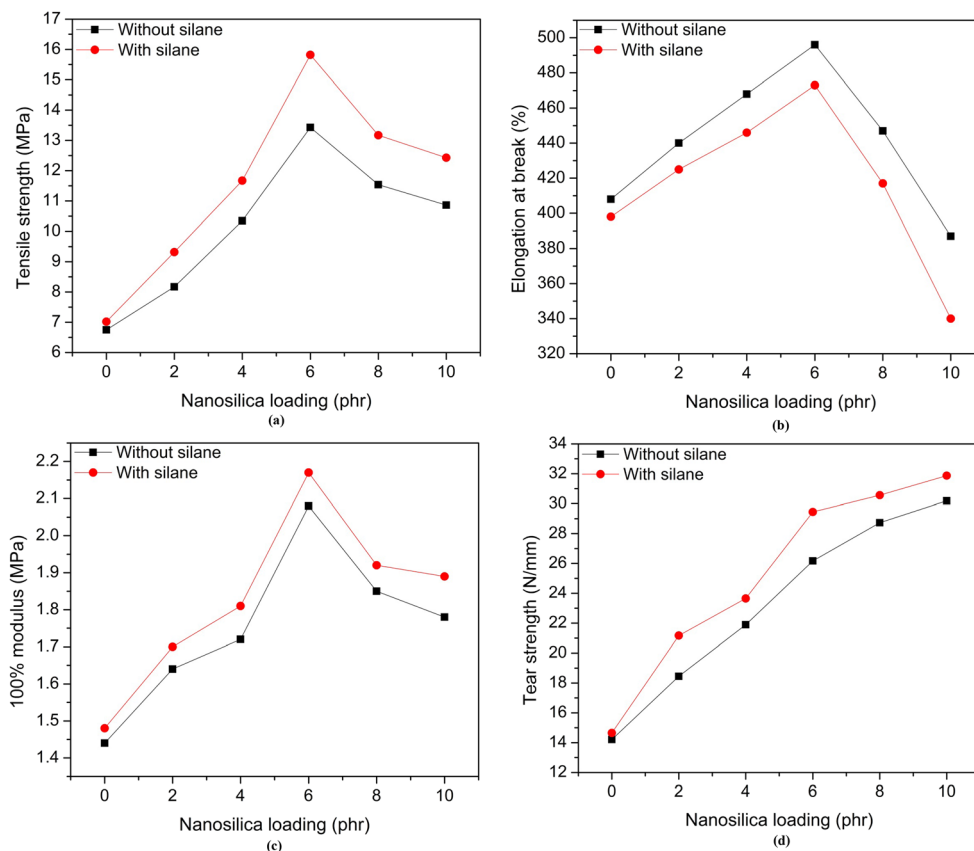 Without silane
With silane
17
16
15
14
13
12
11
10
9
8
7
6
Tensile strength (MPa)
0 2 4 6 8 10
Nanosilica loading (phr)
(a)
Without silane
With silane
500
480
460
440
420
400
380
360
340
320
Elongation at break (%)
0 2 4 6 8 10
Nanosilica loading (phr)
(b)
Without silane
With silane
2.2
2.1
2.0
1.9
1.8
1.7
1.6
1.5
1.4
100% modulus (MPa)
0 2 4 6 8 10
Nanosilica loading (phr)
(c)
Without silane
With silane
34
32
30
28
26
24
22
20
18
16
14
12
Tear strength (N/mm)
0 2 4 6 8 10
Nanosilica loading (phr)
(d)